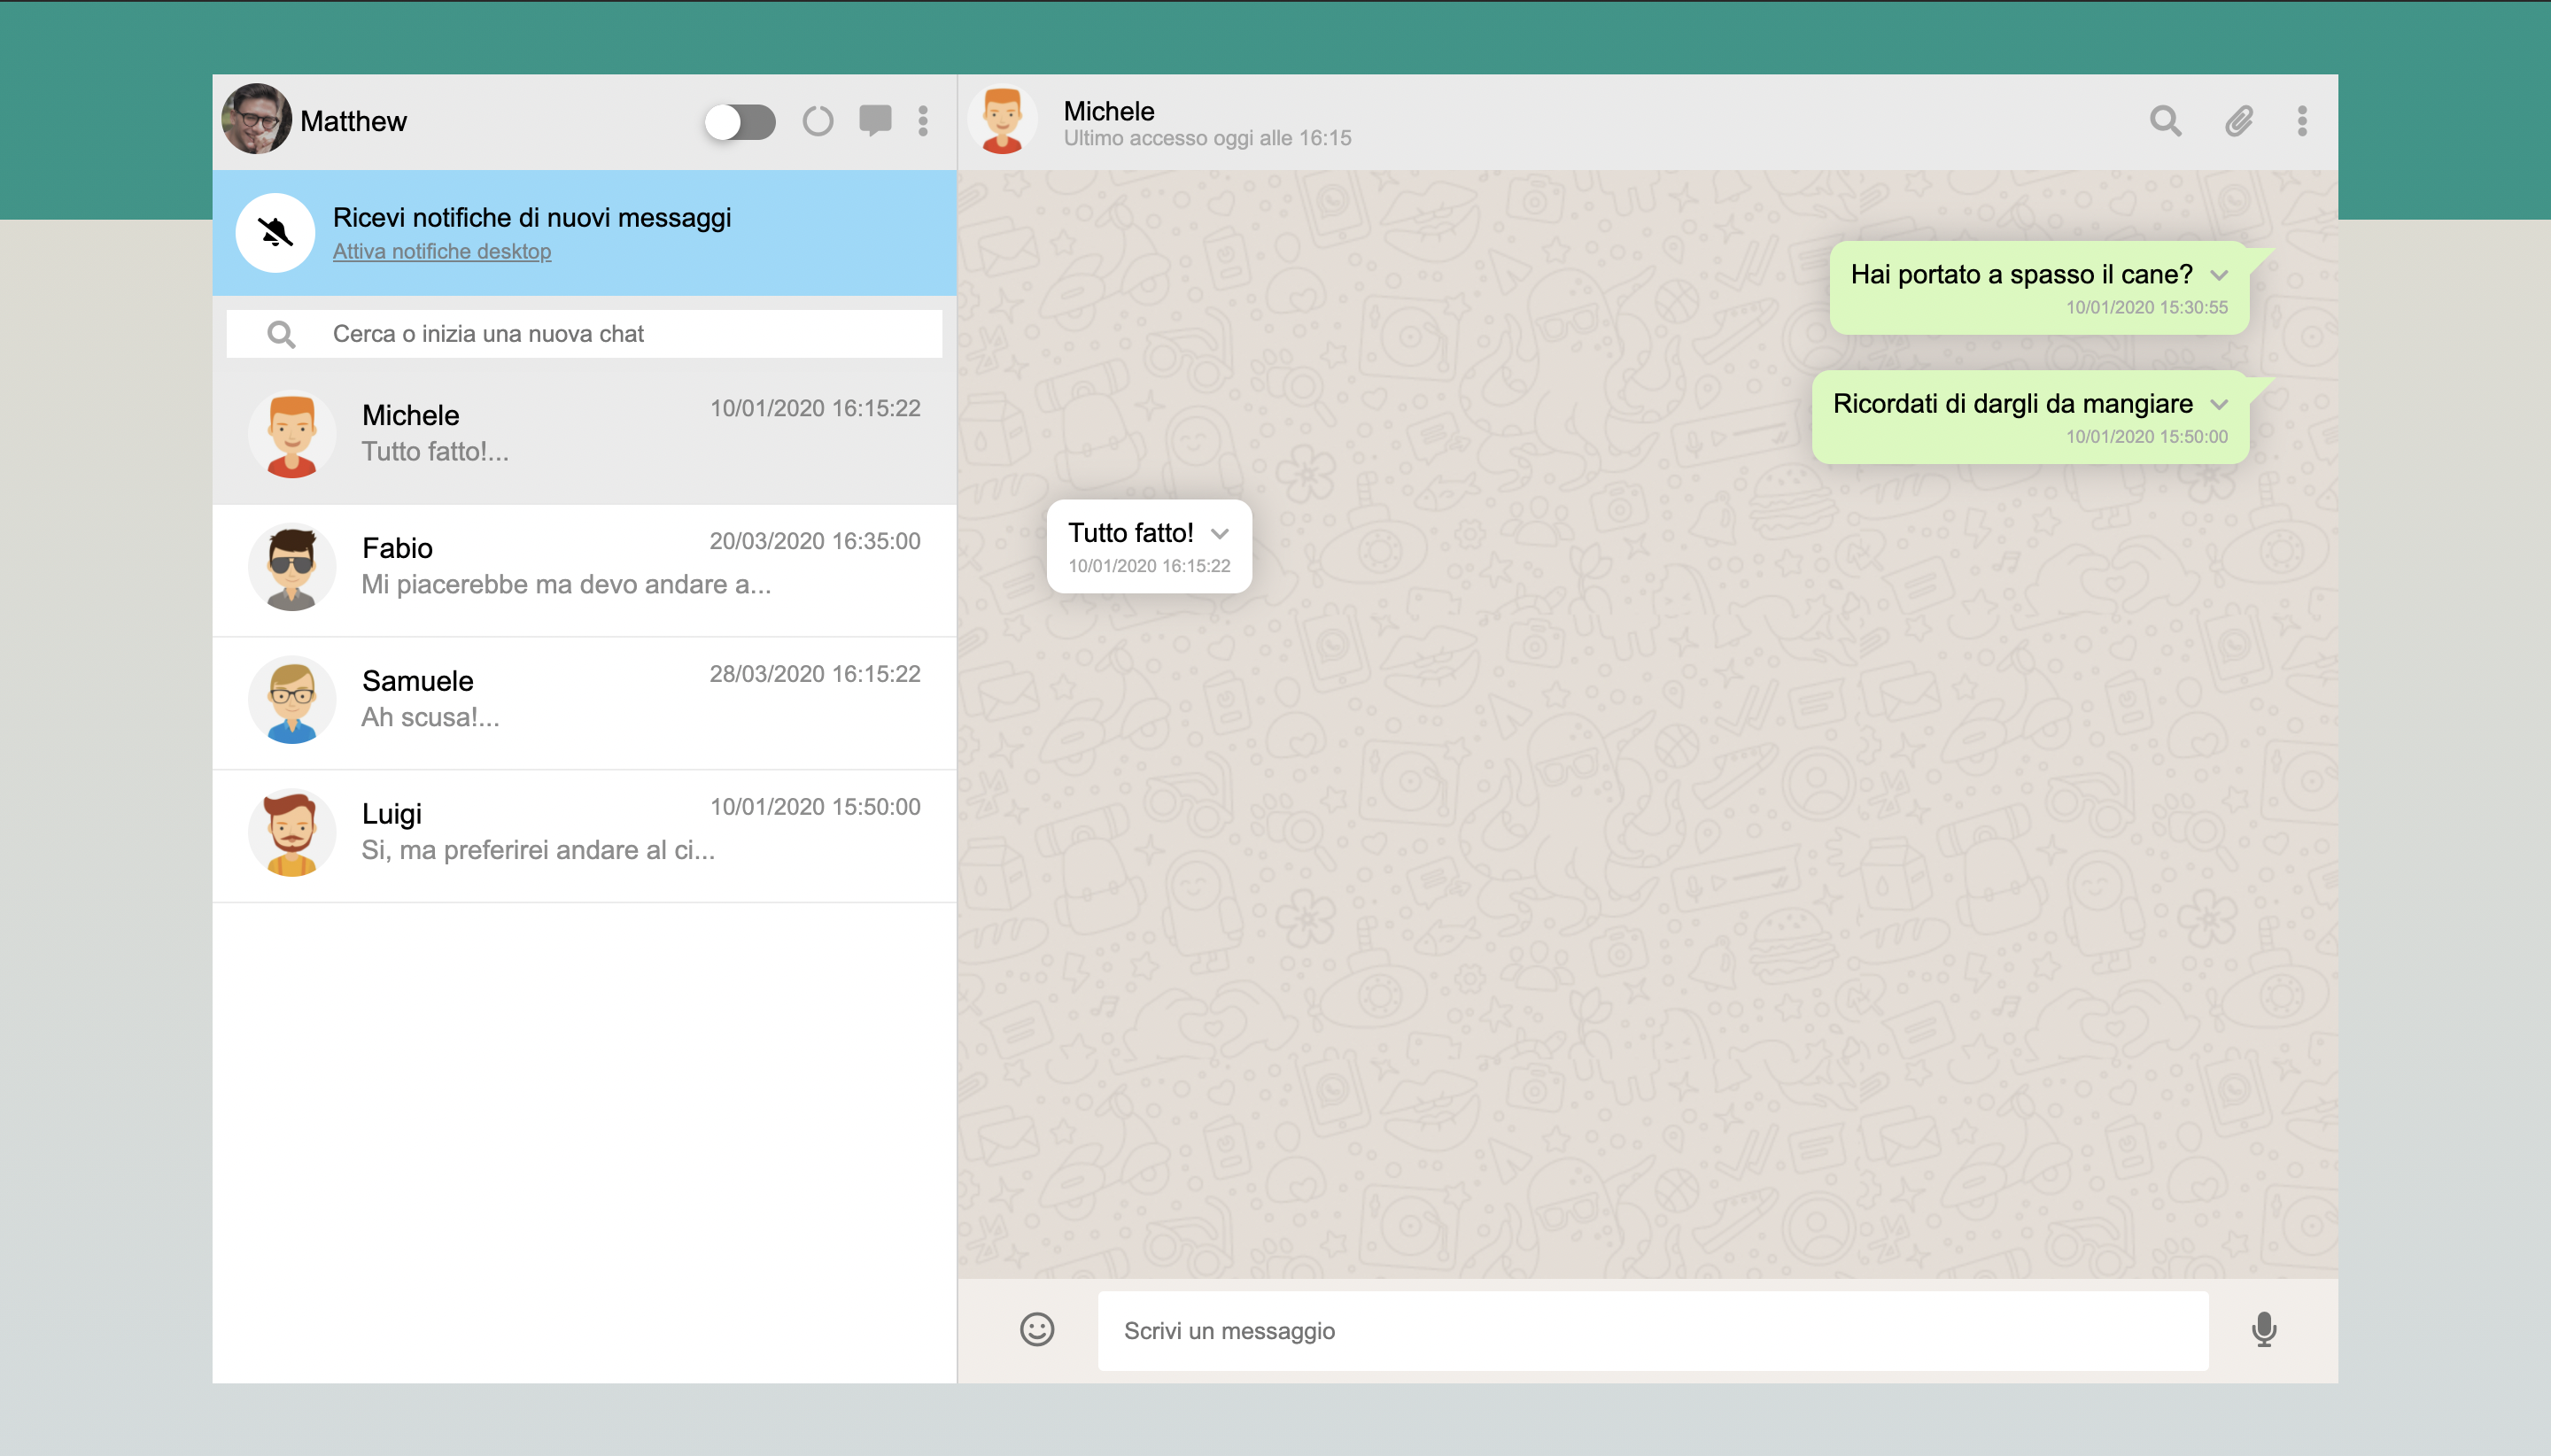 Matthew
Ricevi notifiche di nuovi messaggi
Attiva notifiche desktop
Cerca o inizia una nuova chat
Michele
10/01/2020 16:15:22
Tutto fatto!...
Fabio
20/03/2020 16:35:00
Mi piacerebbe ma devo andare a...
Samuele
28/03/2020 16:15:22
Ah scusa!...
Luigi
10/01/2020 15:50:00
Si, ma preferirei andare al ci...
Michele
Ultimo accesso oggi alle 16:15
Hai portato a spasso il cane?
10/01/2020 15:30:55
Ricordati di dargli da mangiare
10/01/2020 15:50:00
Tutto fatto!
10/01/2020 16:15:22
Scrivi un messaggio